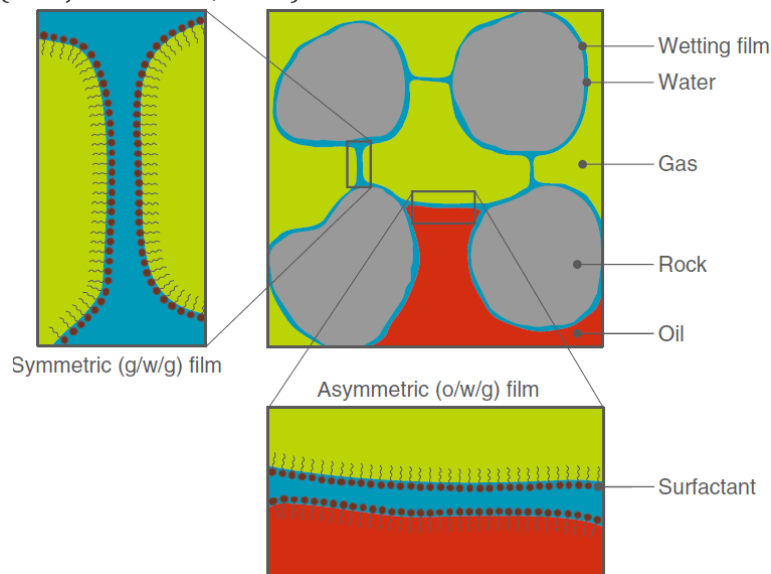 Wetting film
Water
Gas
Rock
Oil
Symmetric (g/w/g) film
Asymmetric (o/w/g) film
Surfactant